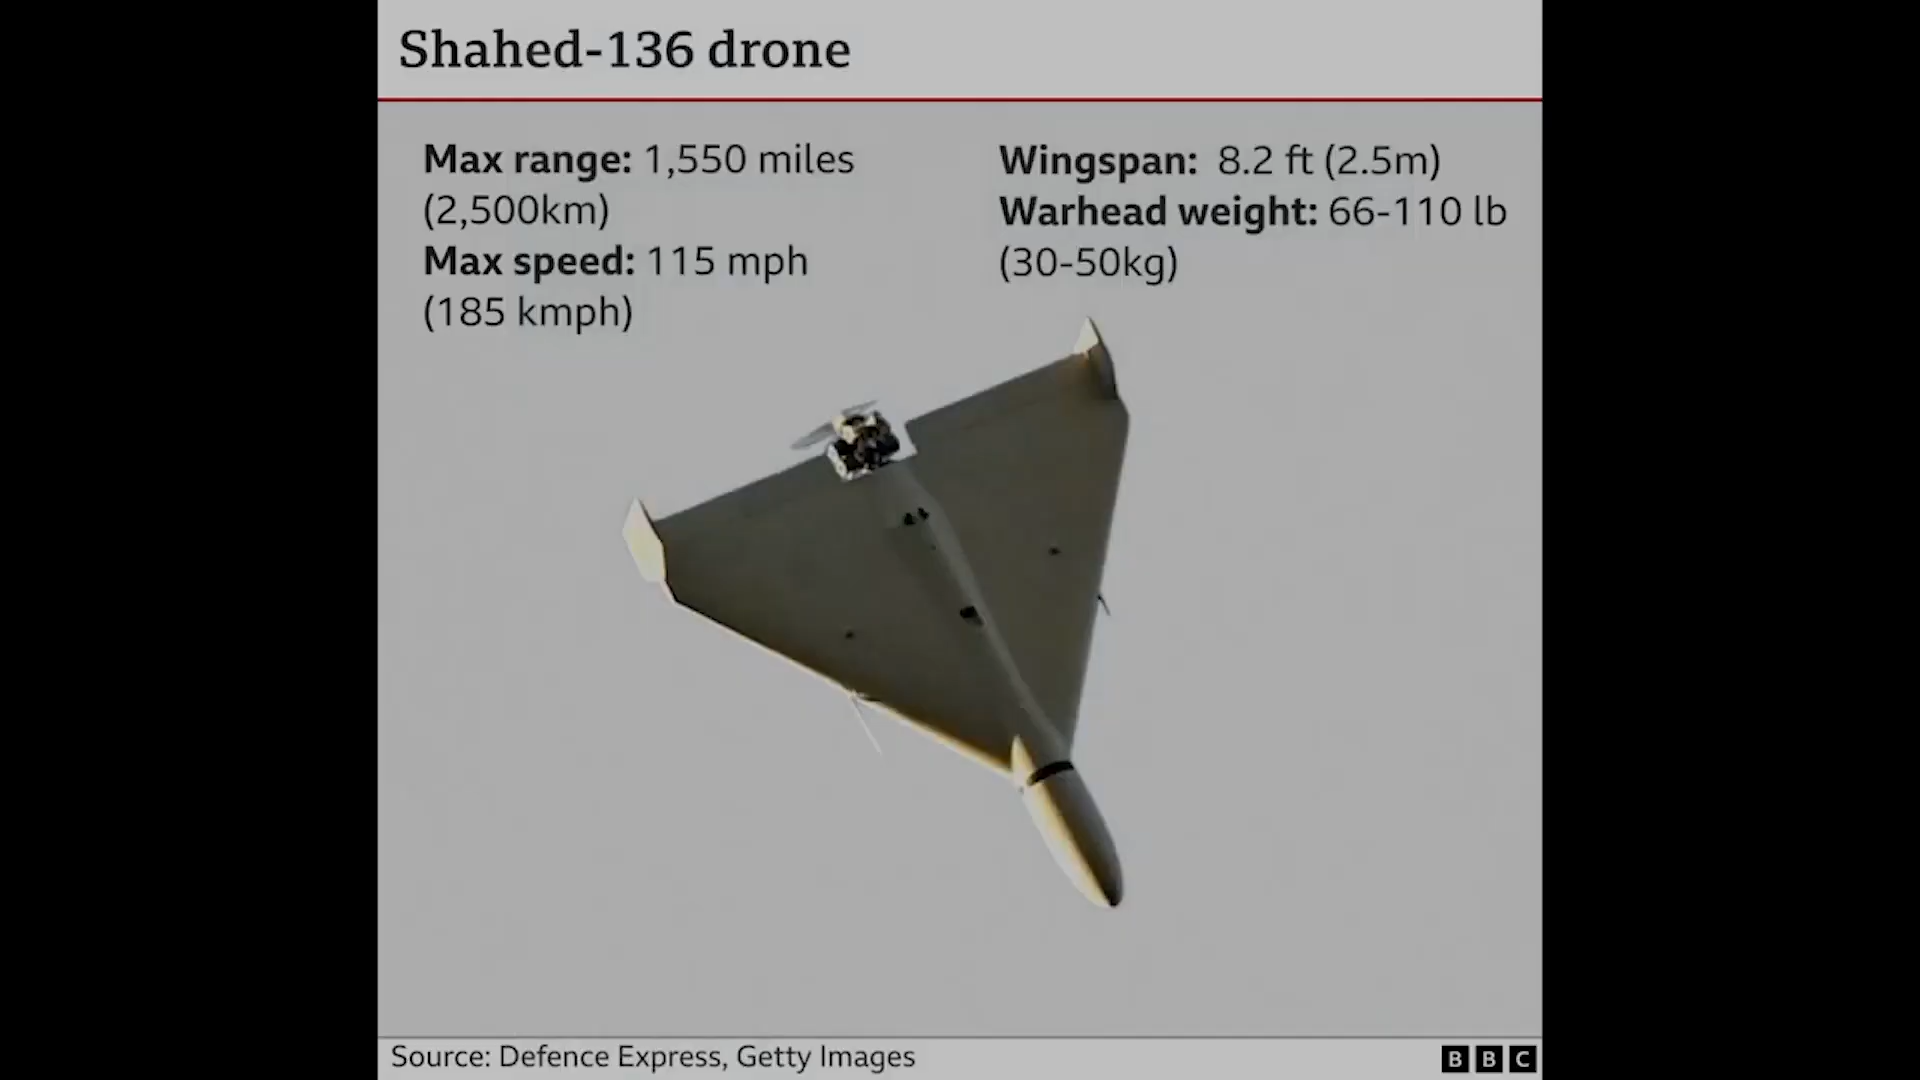 Shahed-136 drone
Max range: 1,550 miles
(2,500km)
Max speed: 115 mph
(185 kmph)
Wingspan: 8.2 ft (2.5m)
Warhead weight: 66-110 lb
(30-50kg)
Source: Defence Express, Getty Images
BBC